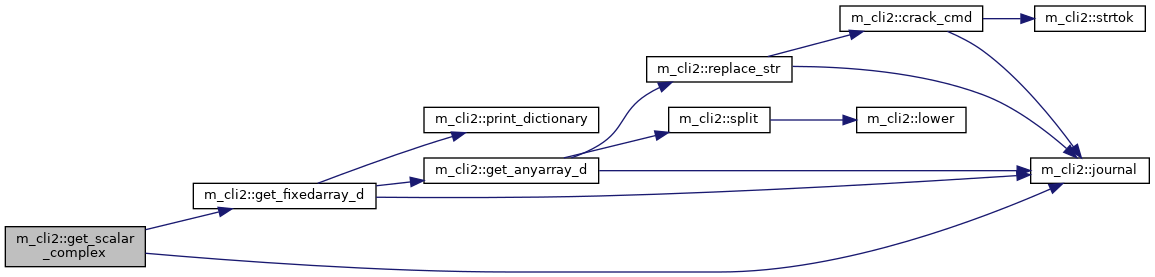 m_cli2::crack_cmd
m_cli2::strtok
m_cli2::replace_str
m_cli2::print_dictionary
m_cli2::split
m_cli2::lower
m_cli2::get_anyarray_d
m_cli2::journal
m_cli2::get_fixedarray_d
m_cli2::get_scalar
_complex